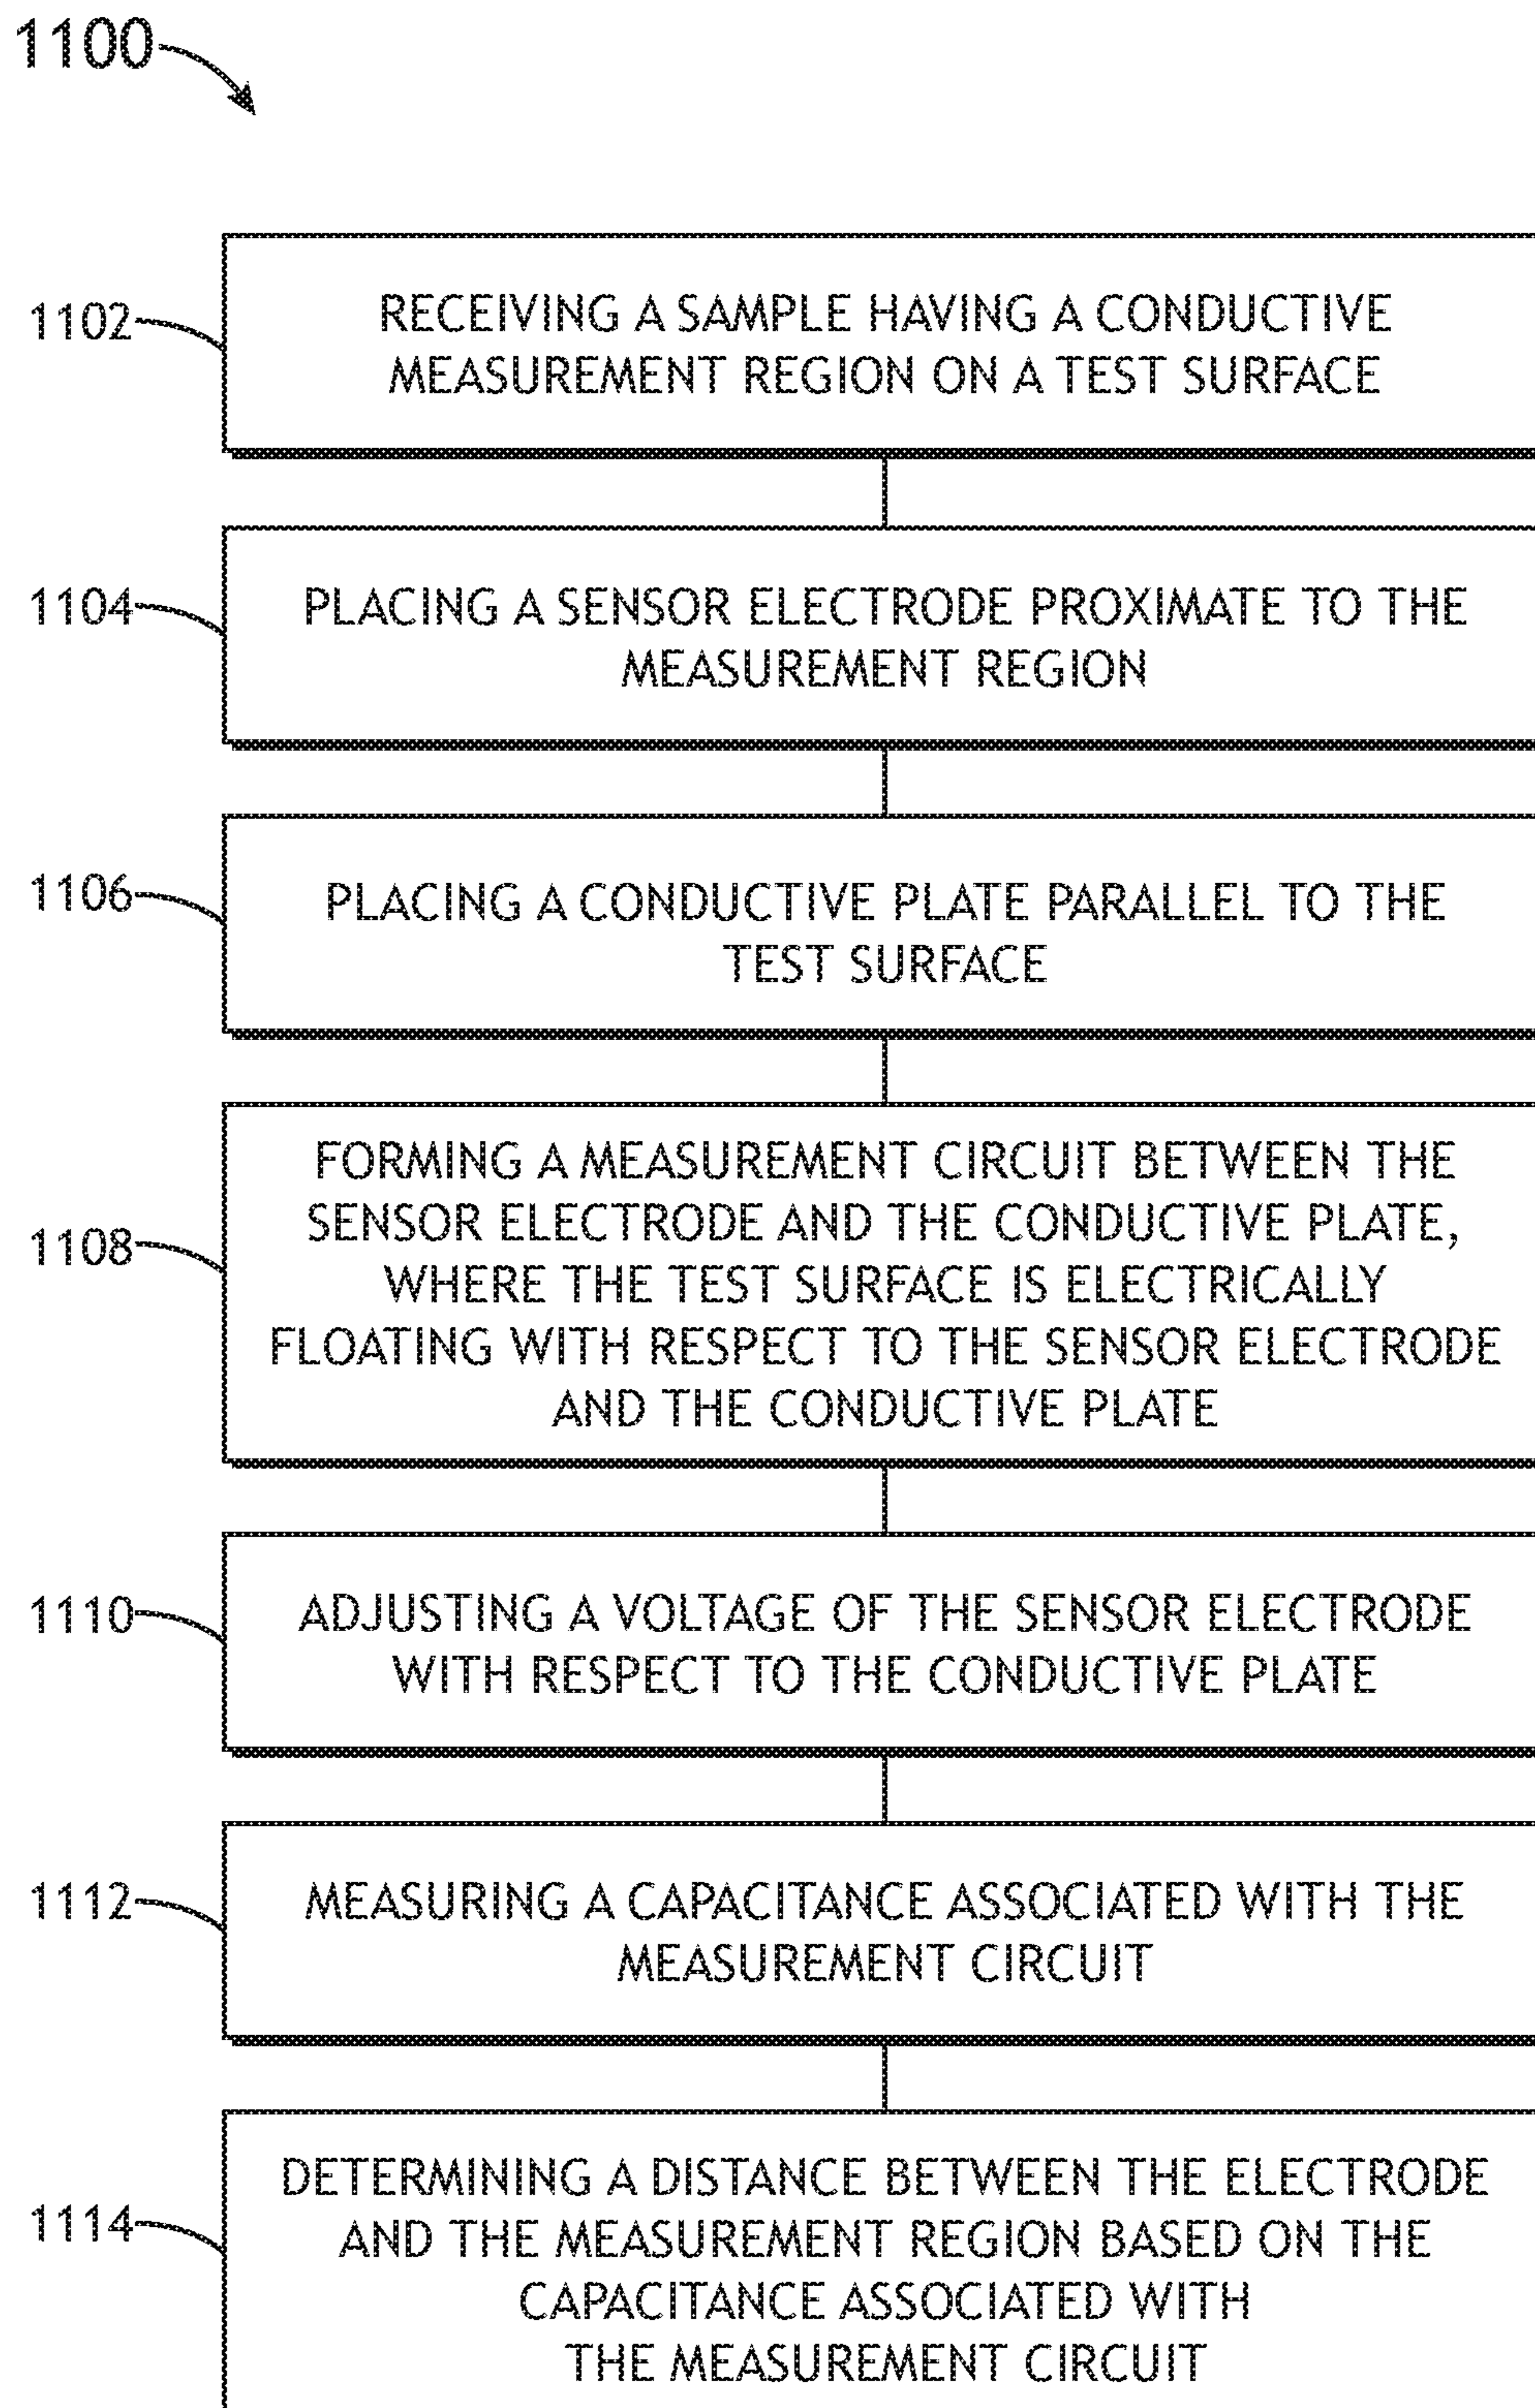 1100
1102
RECEIVING A SAMPLE HAVING A CONDUCTIVE
MEASUREMENT REGION ON A TEST SURFACE
1104
PLACING A SENSOR ELECTRODE PROXIMATE TO THE
MEASUREMENT REGION
1106
PLACING A CONDUCTIVE PLATE PARALLEL TO THE
TEST SURFACE
1108
FORMING A MEASUREMENT CIRCUIT BETWEEN THE
SENSOR ELECTRODE AND THE CONDUCTIVE PLATE,
WHERE THE TEST SURFACE IS ELECTRICALLY
FLOATING WITH RESPECT TO THE SENSOR ELECTRODE
AND THE CONDUCTIVE PLATE
1110
ADJUSTING A VOLTAGE OF THE SENSOR ELECTRODE
WITH RESPECT TO THE CONDUCTIVE PLATE
1112
MEASURING A CAPACITANCE ASSOCIATED WITH THE
MEASUREMENT CIRCUIT
1114
DETERMINING A DISTANCE BETWEEN THE ELECTRODE
AND THE MEASUREMENT REGION BASED ON THE
CAPACITANCE ASSOCIATED WITH
THE MEASUREMENT CIRCUIT